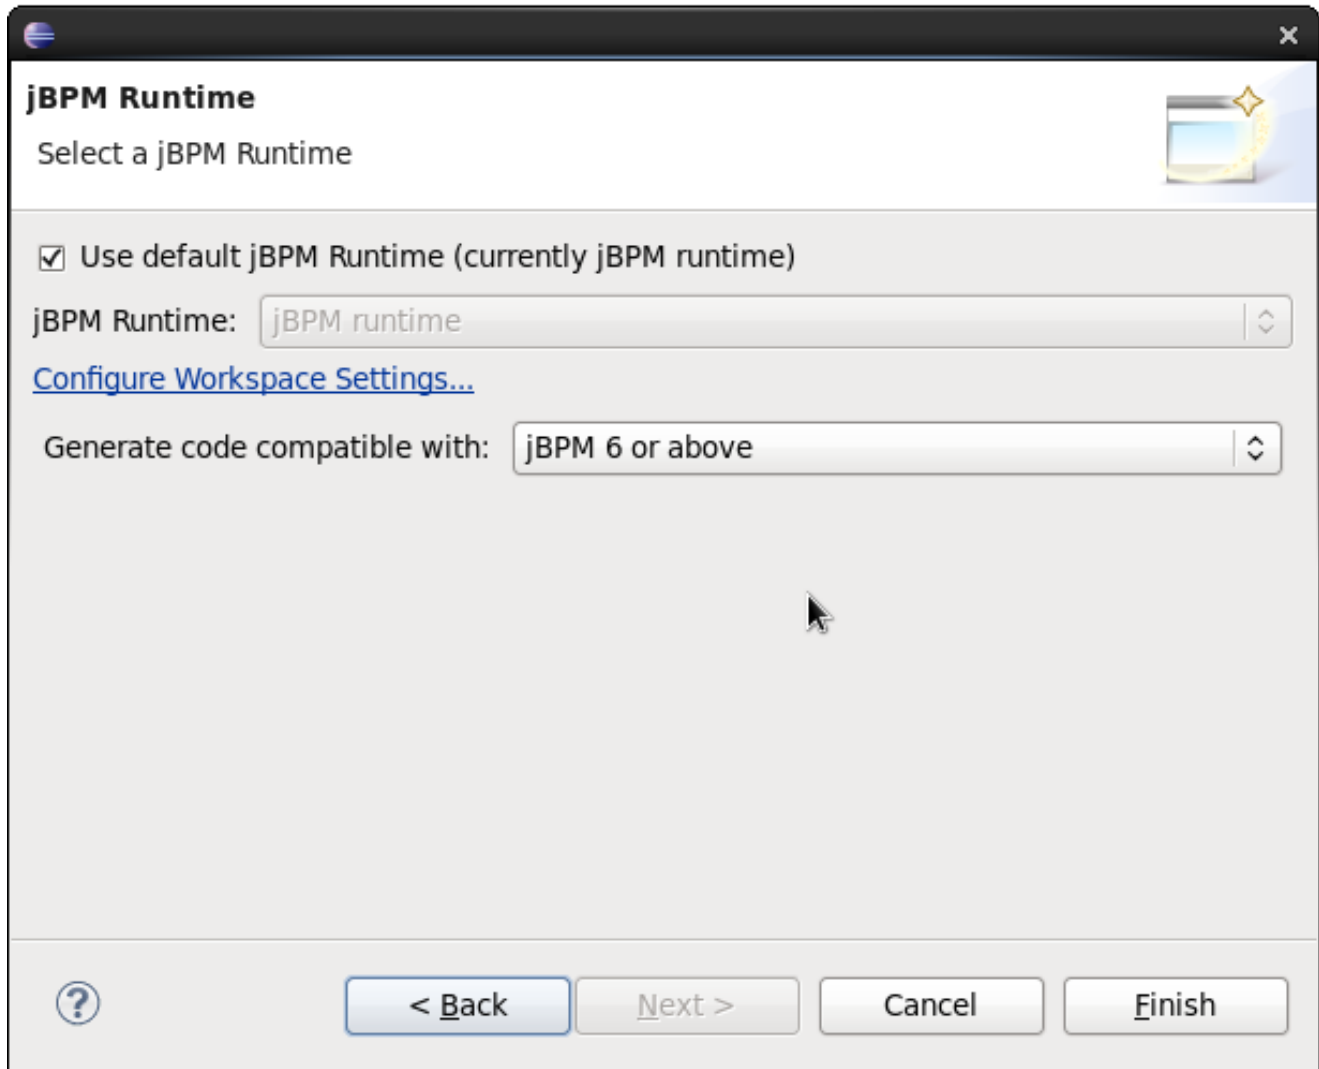 jBPM Runtime
Select a jBPM Runtime
Use default jBPM Runtime (currently jBPM runtime)
jBPM Runtime: jBPM runtime
Configure Workspace Settings...
Generate code compatible with: jBPM 6 or above
? < Back Next > Cancel Finish